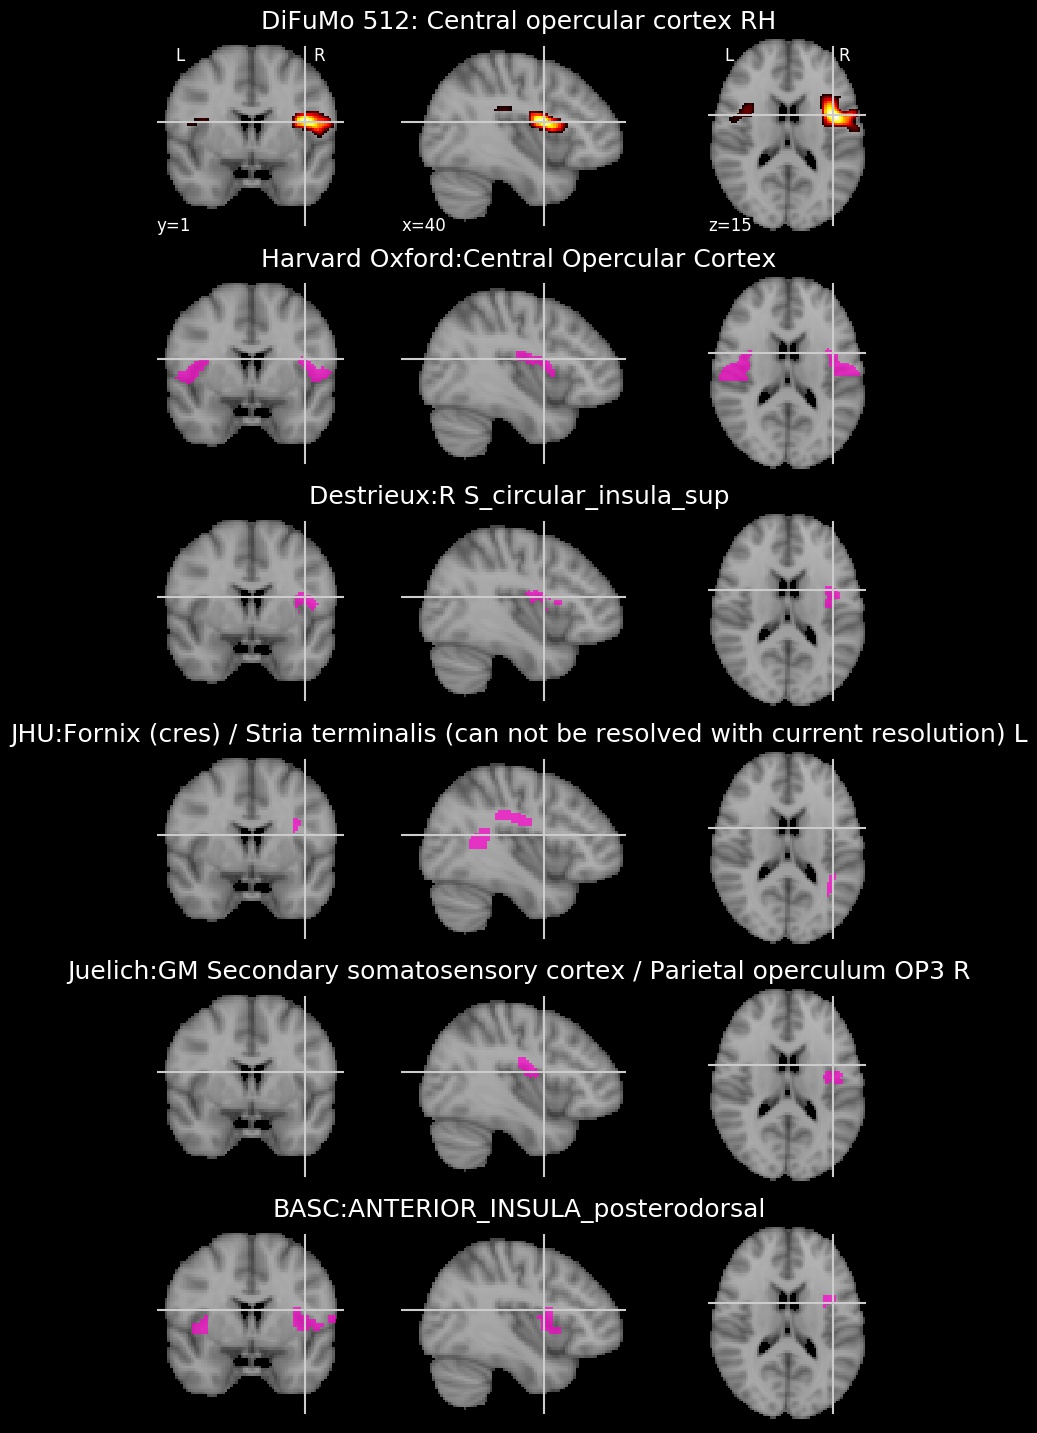 DiFuMo 512: Central opercular cortex RH
L R L R
y=1 x=40 z=15
Harvard Oxford:Central Opercular Cortex
Destrieux:R S_circular_insula_sup
JHU:Fornix (cres) / Stria terminalis (can not be resolved with current resolution) L
Juelich:GM Secondary somatosensory cortex / Parietal operculum OP3 R
BASC:ANTERIOR_INSULA_posterodorsal